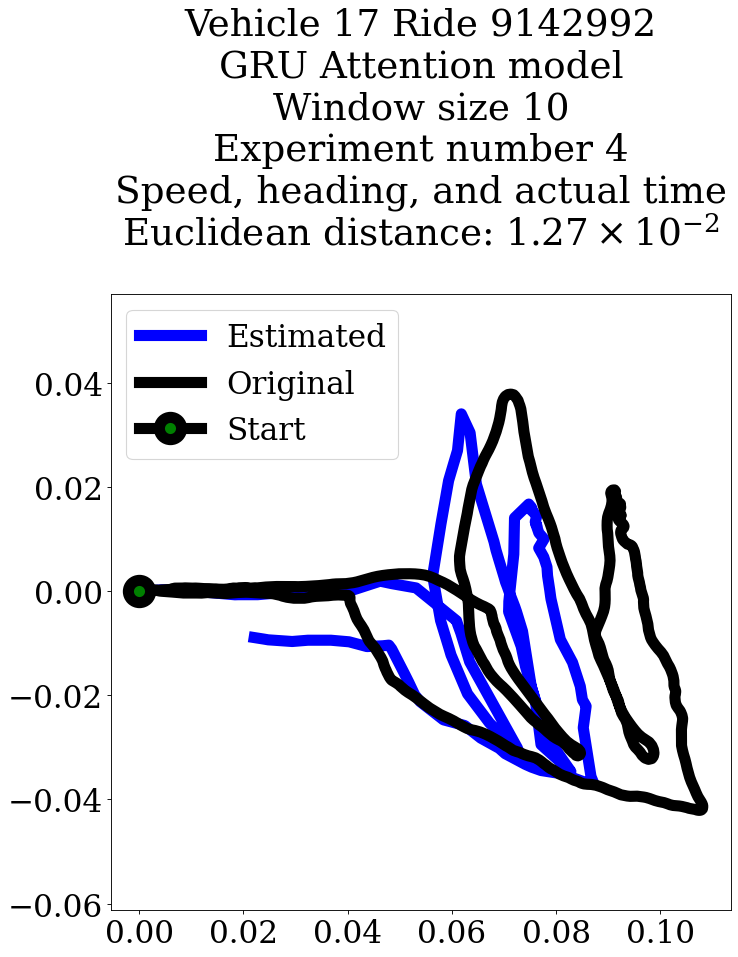 Vehicle 17 Ride 9142992
GRU Attention model
Window size 10
Experiment number 4
Speed, heading, and actual time
Euclidean distance: 1.27 × 10⁻²
Estimated
Original
Start
0.04
0.02
0.00
−0.02
−0.04
−0.06
0.00 0.02 0.04 0.06 0.08 0.10